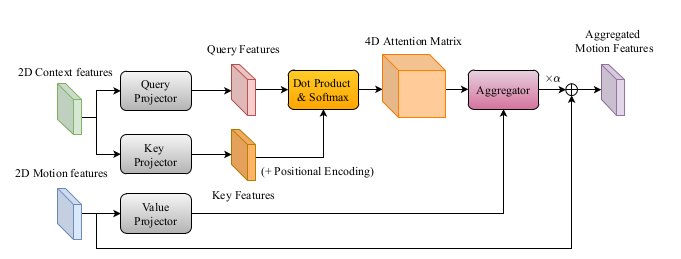 Aggregated
Motion Features
4D Attention Matrix
Query Features
2D Context features
Query
Projector
Dot Product
& Softmax
Aggregator
×α
Key
Projector
(+ Positional Encoding)
2D Motion features
Key Features
Value
Projector